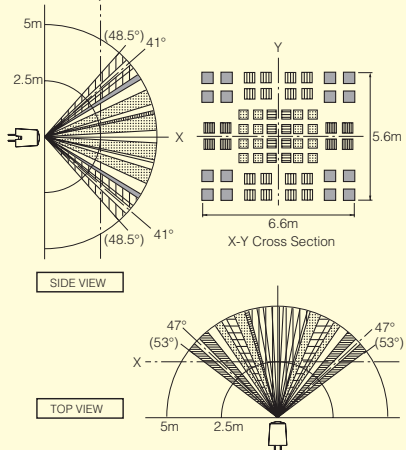 5m
(48.5°)
41°
2.5m
X
41°
(48.5°)
SIDE VIEW
Y
5.6m
6.6m
X-Y Cross Section
47°
(53°)
47°
(53°)
X
TOP VIEW
5m
2.5m